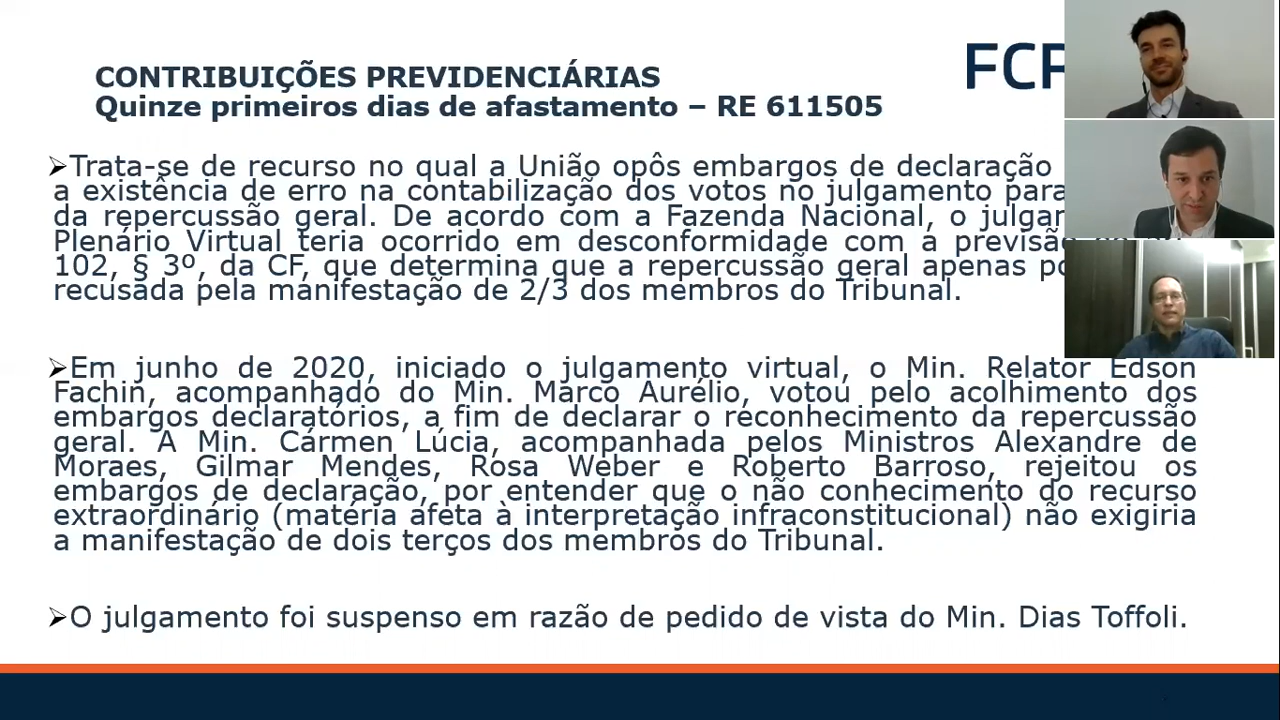 FCR
CONTRIBUIÇÕES PREVIDENCIÁRIAS
Quinze primeiros dias de afastamento – RE 611505
➢Trata-se de recurso no qual a União opôs embargos de declaração
a existência de erro na contabilização dos votos no julgamento para
da repercussão geral. De acordo com a Fazenda Nacional, o
Plenário Virtual teria ocorrido em desconformidade com a previsão
102, § 3º, da CF, que determina que a repercussão geral apenas
recusada pela manifestação de 2/3 dos membros do Tribunal.
➢Em junho de 2020, iniciado o julgamento virtual, o Min. Relator Edson
Fachin, acompanhado do Min. Marco Aurélio, votou pelo acolhimento dos
embargos declaratórios, a fim de declarar o reconhecimento da repercussão
geral. A Min. Cármen Lúcia, acompanhada pelos Ministros Alexandre de
Moraes, Gilmar Mendes, Rosa Weber e Roberto Barroso, rejeitou os
embargos de declaração, por entender que o não conhecimento do recurso
extraordinário (matéria afeta à interpretação infraconstitucional) não exigiria
a manifestação de dois terços dos membros do Tribunal.
➢O julgamento foi suspenso em razão de pedido de vista do Min. Dias Toffoli.